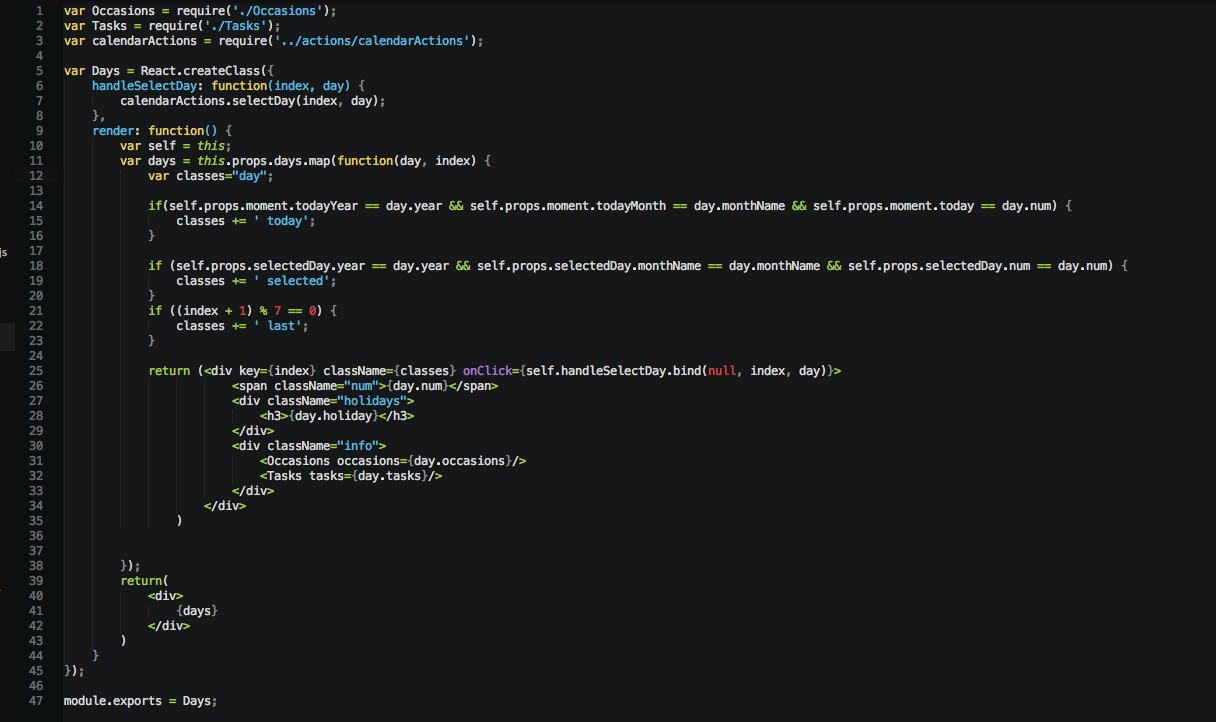 1 var Occasions = require('./Occasions');
2 var Tasks = require('./Tasks');
3 var calendarActions = require('../actions/calendarActions');
4
5 var Days = React.createClass({
6     handleSelectDay: function(index, day) {
7         calendarActions.selectDay(index, day);
8     },
9     render: function() {
10         var self = this;
11         var days = this.props.days.map(function(day, index) {
12             var classes="day";
13
14             if(self.props.moment.todayYear == day.year && self.props.moment.todayMonth == day.monthName && self.props.moment.today == day.num) {
15                 classes += ' today';
16             }
17
18             if (self.props.selectedDay.year == day.year && self.props.selectedDay.monthName == day.monthName && self.props.selectedDay.num == day.num) {
19                 classes += ' selected';
20             }
21             if ((index + 1) % 7 == 0) {
22                 classes += ' last';
23             }
24
25             return (<div key={index} className={classes} onClick={self.handleSelectDay.bind(null, index, day)}>
26                         <span className="num">{day.num}</span>
27                         <div className="holidays">
28                             <h3>{day.holiday}</h3>
29                         </div>
30                         <div className="info">
31                             <Occasions occasions={day.occasions}/>
32                             <Tasks tasks={day.tasks}/>
33                         </div>
34                     </div>
35                 )
36
37
38         });
39         return(
40             <div>
41                 {days}
42             </div>
43         )
44     }
45 });
46
47 module.exports = Days;
js